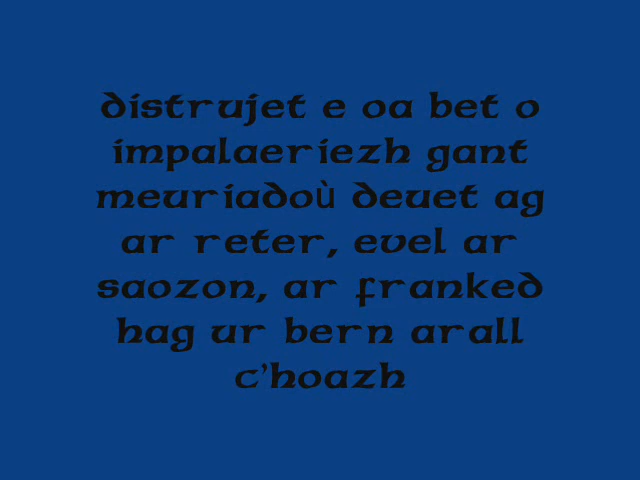 distrujet e oa bet o
impalaeriezh gant
meuriadoù deuet ag
ar reter, evel ar
saozon, ar franked
hag ur bern arall
c'hoazh